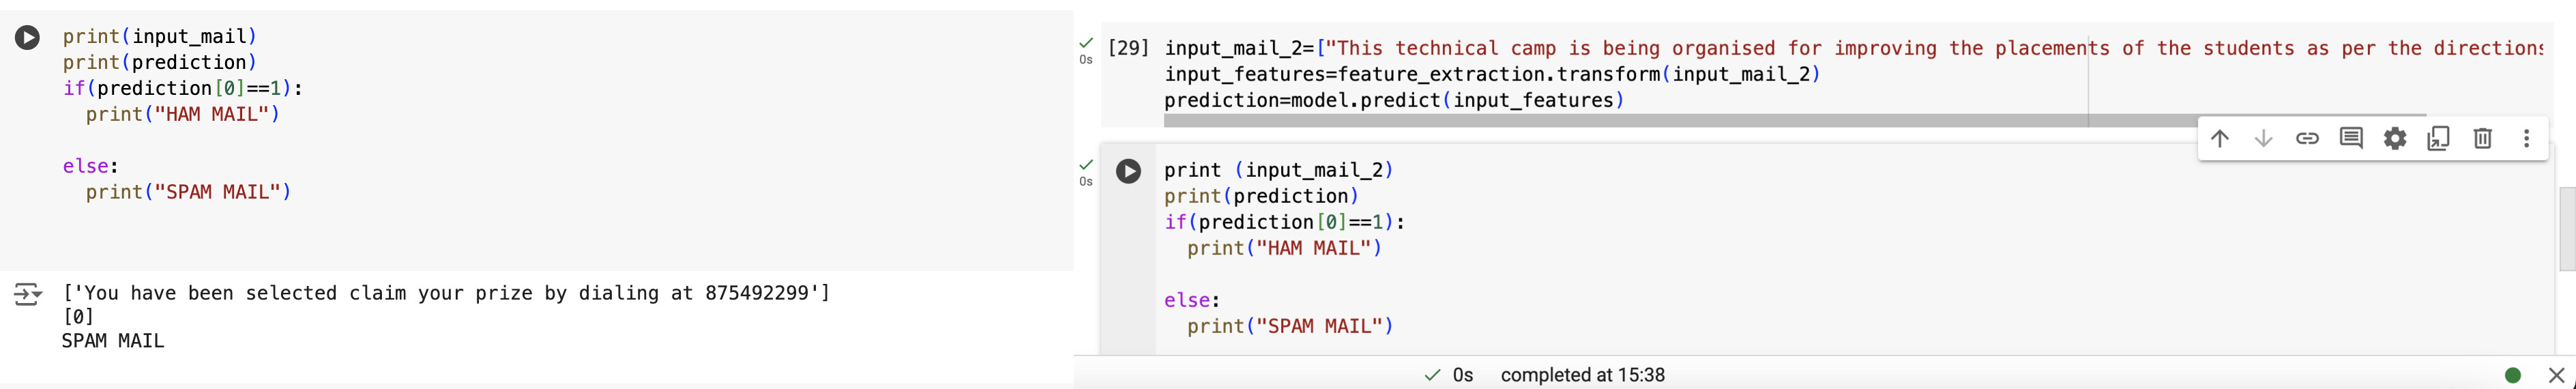 print(input_mail)
print(prediction)
if(prediction[0]==1):
  print("HAM MAIL")
else:
  print("SPAM MAIL")
['You have been selected claim your prize by dialing at 875492299']
[0]
SPAM MAIL
0s
[29] input_mail_2=["This technical camp is being organised for improving the placements of the students as per the directions
input_features=feature_extraction.transform(input_mail_2)
prediction=model.predict(input_features)
0s
print (input_mail_2)
print(prediction)
if(prediction[0]==1):
  print("HAM MAIL")
else:
  print("SPAM MAIL")
0s completed at 15:38